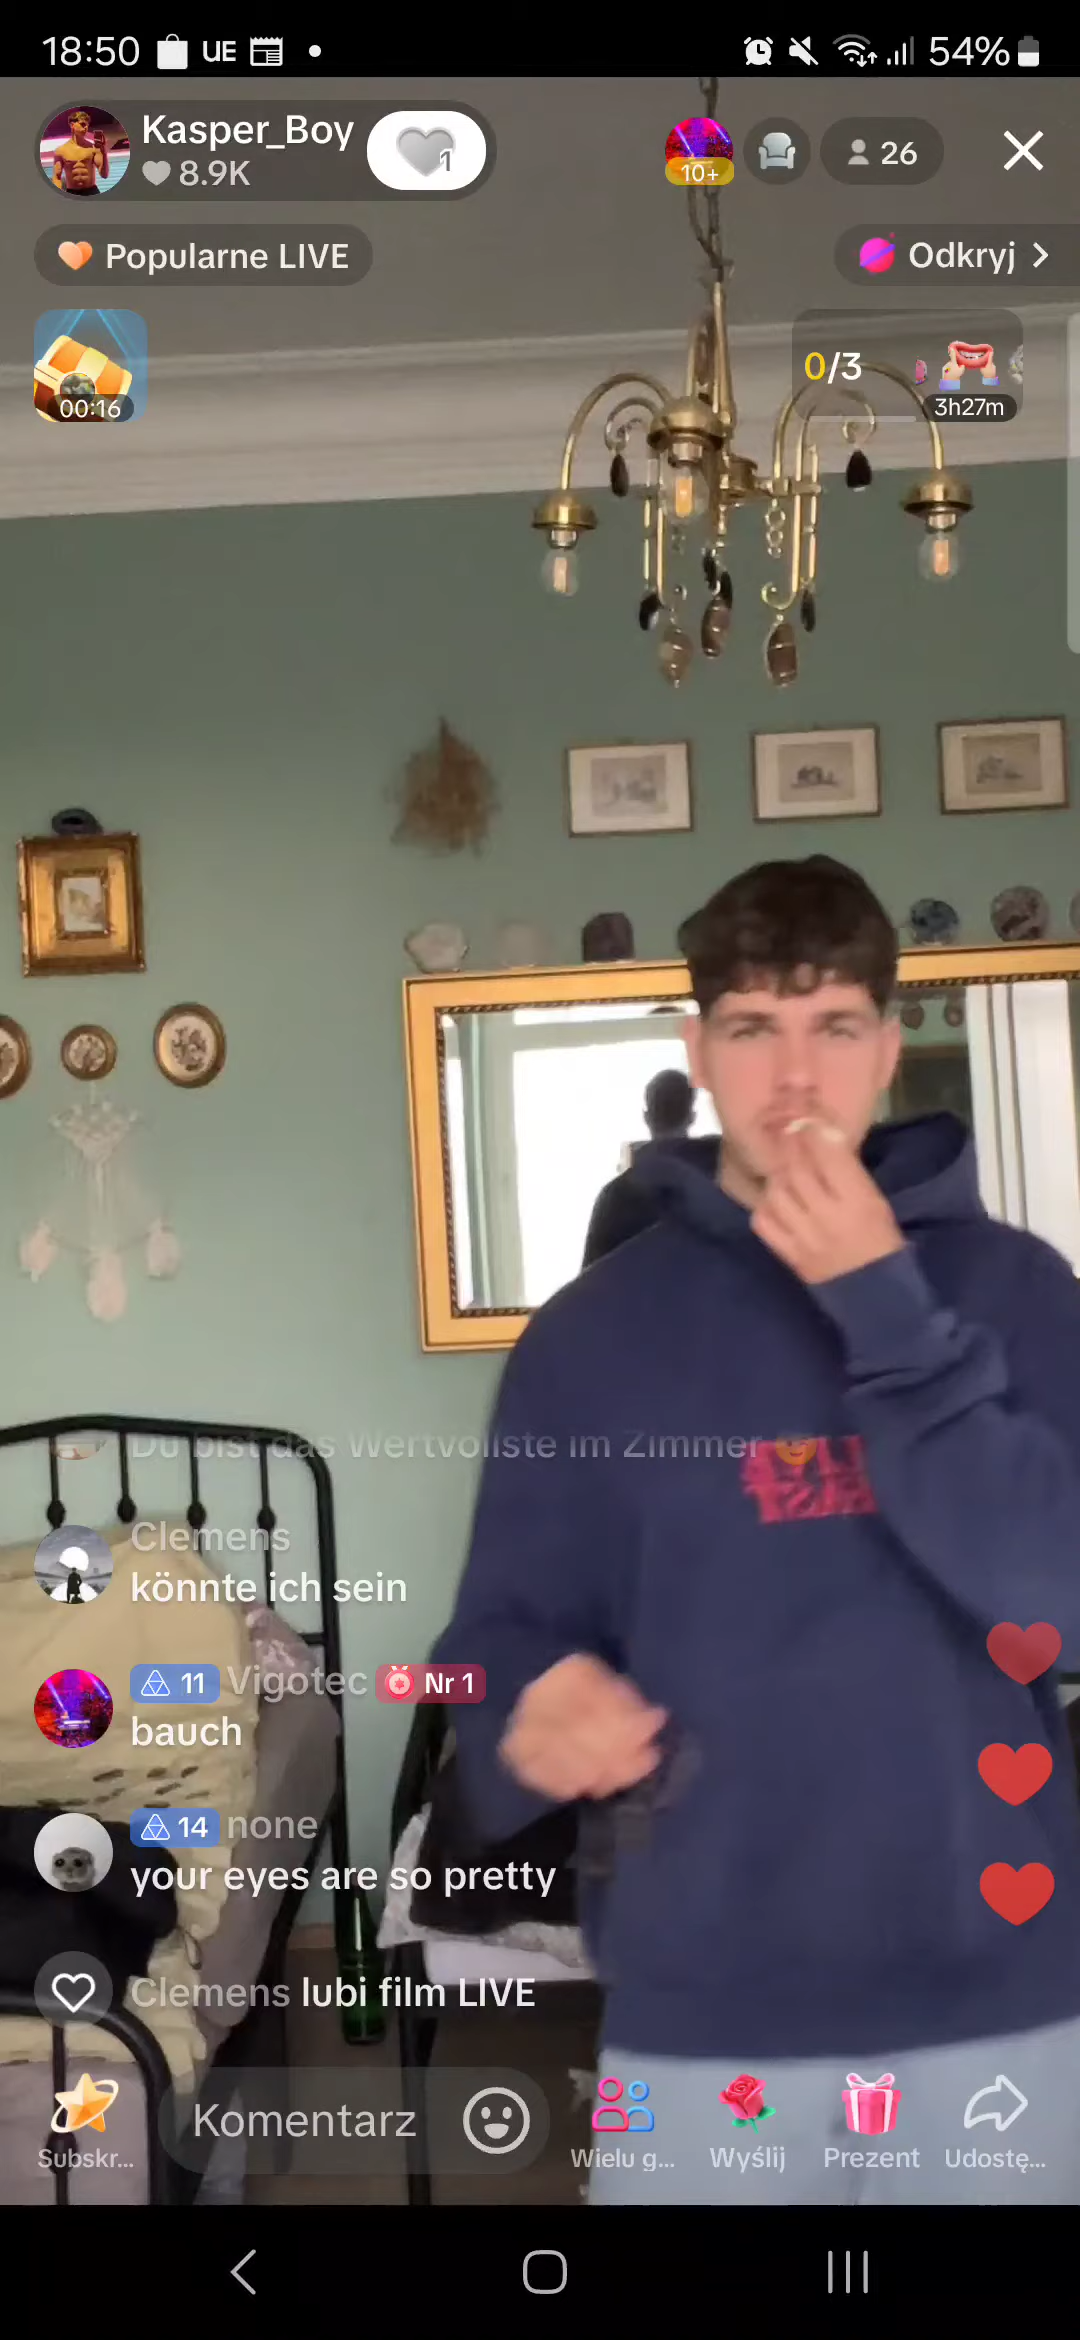 18:50 UE 54%
Kasper_Boy
8.9K
1
10+
26
Popularne LIVE
Odkryj
00:16
0/3
3h27m
Du bist das Wertvollste im Zimmer
Clemens
könnte ich sein
11 Vigotec Nr 1
bauch
14 none
your eyes are so pretty
Clemens lubi film LIVE
Komentarz
Subskr...
Wielu g...
Wyślij
Prezent
Udostę...